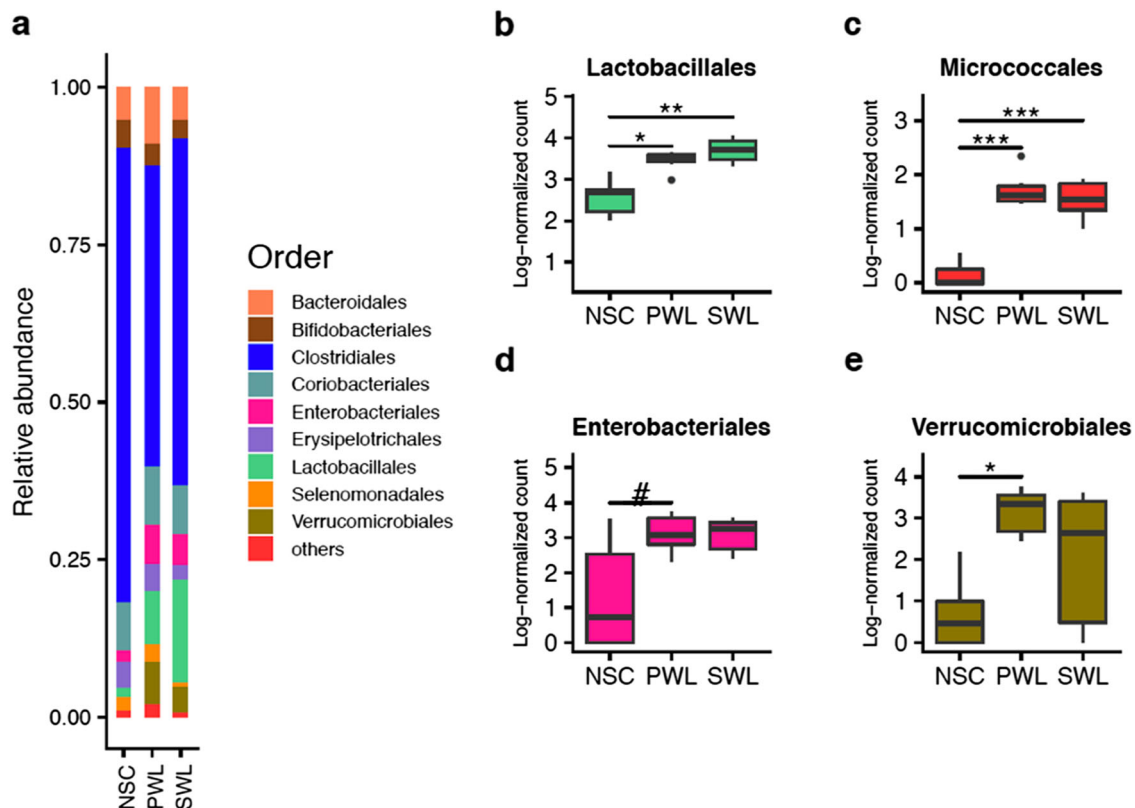 a
1.00
0.75
0.50
0.25
0.00
Relative abundance
NSC
PWL
SWL
Order
Bacteroidales
Bifidobacteriales
Clostridiales
Coriobacteriales
Enterobacteriales
Erysipelotrichales
Lactobacillales
Selenomonadales
Verrucomicrobiales
others
b
Lactobacillales
Log−normalized count
5
4
3
2
1
**
*
NSC PWL SWL
c
Micrococcales
Log−normalized count
3
2
1
0
***
***
NSC PWL SWL
d
Enterobacteriales
Log−normalized count
5
4
3
2
1
0
#
NSC PWL SWL
e
Verrucomicrobiales
Log−normalized count
4
3
2
1
0
*
NSC PWL SWL